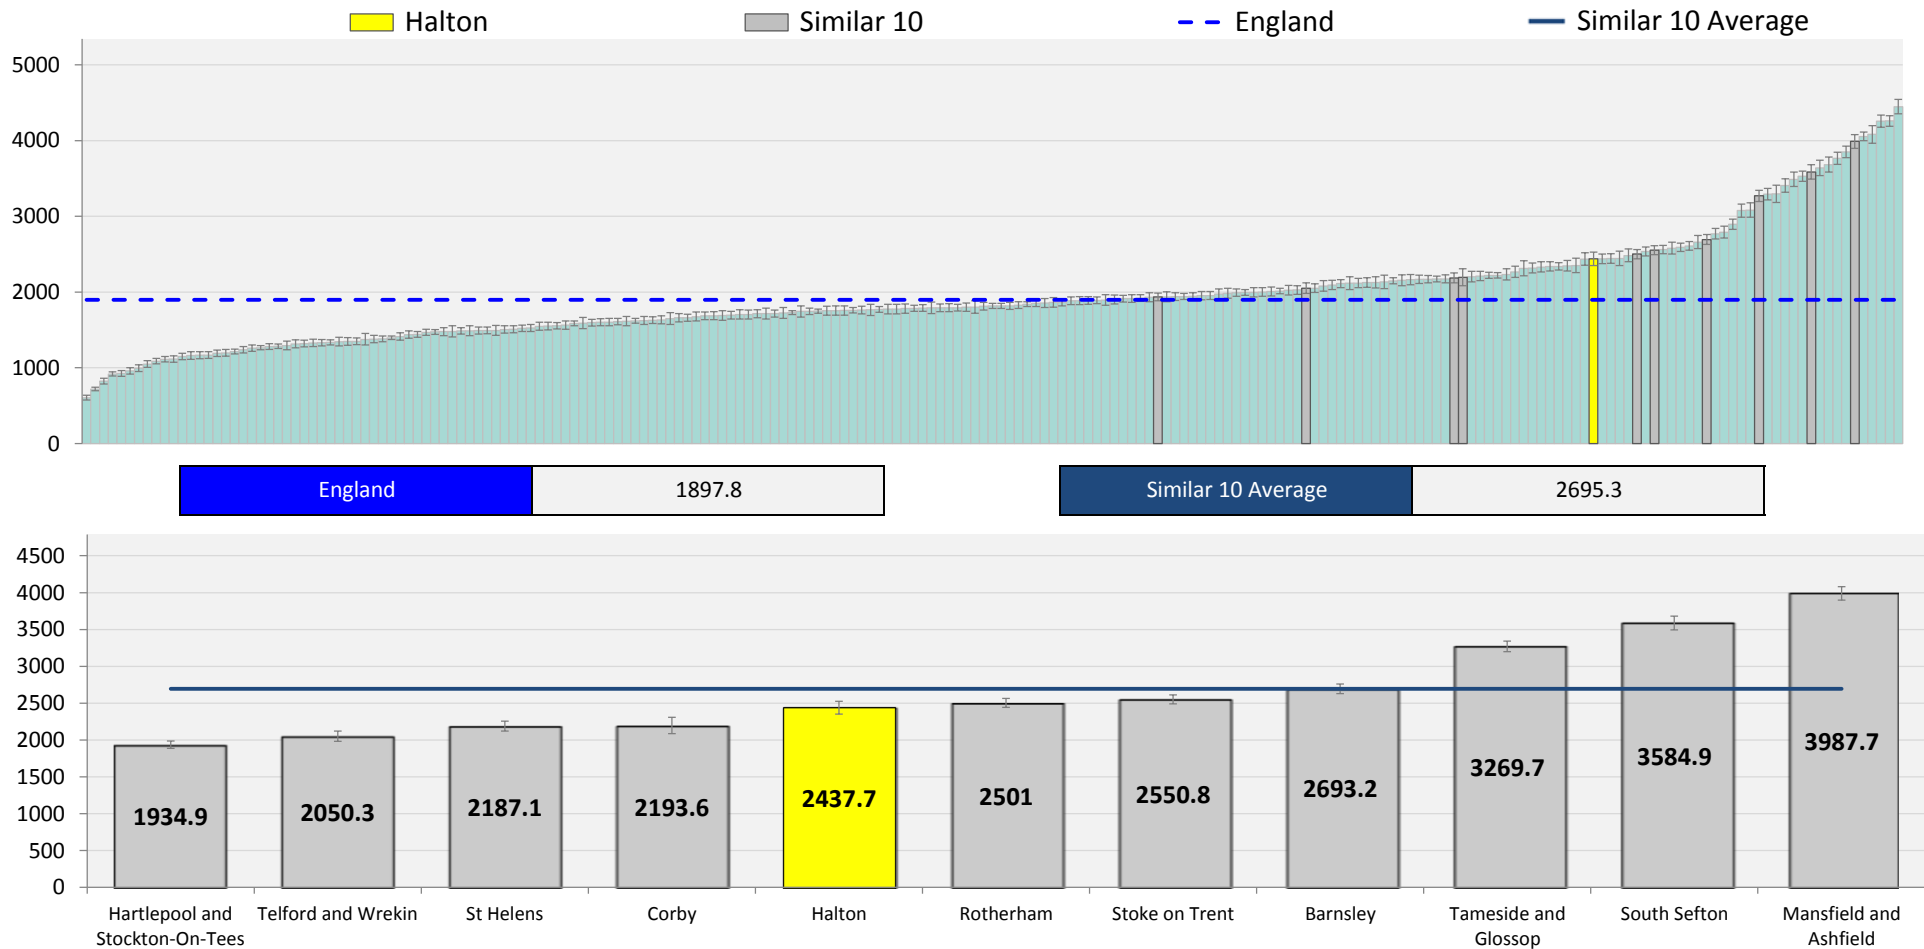 Halton
Similar 10
England
Similar 10 Average
5000
4000
3000
2000
1000
0
England
1897.8
Similar 10 Average
2695.3
4500
4000
3500
3000
2500
2000
1500
1000
500
0
1934.9
2050.3
2187.1
2193.6
2437.7
2501
2550.8
2693.2
3269.7
3584.9
3987.7
Hartlepool and
Stockton-On-Tees
Telford and Wrekin
St Helens
Corby
Halton
Rotherham
Stoke on Trent
Barnsley
Tameside and
Glossop
South Sefton
Mansfield and
Ashfield